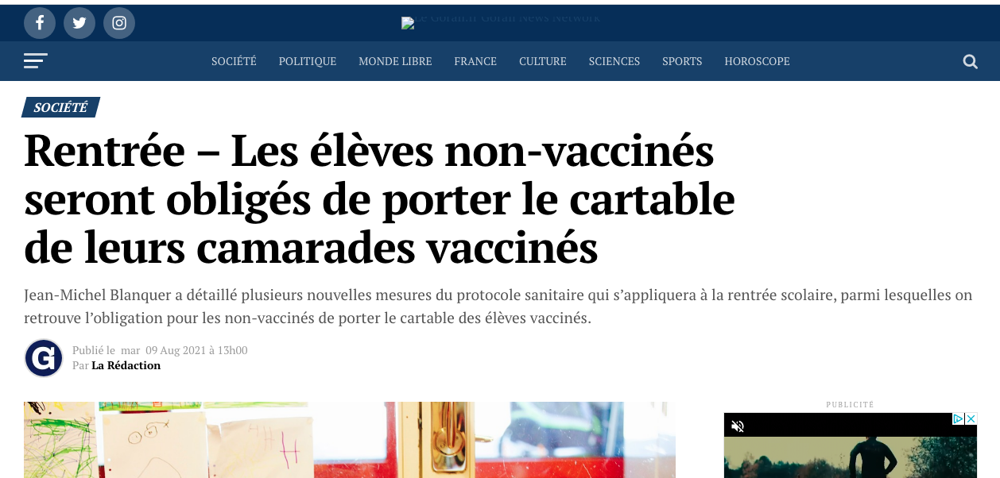 Le Gorafi.fr Gorafi News Network
SOCIÉTÉ POLITIQUE MONDE LIBRE FRANCE CULTURE SCIENCES SPORTS HOROSCOPE
SOCIÉTÉ
Rentrée – Les élèves non-vaccinés
seront obligés de porter le cartable
de leurs camarades vaccinés
Jean-Michel Blanquer a détaillé plusieurs nouvelles mesures du protocole sanitaire qui s’appliquera à la rentrée scolaire, parmi lesquelles on
retrouve l’obligation pour les non-vaccinés de porter le cartable des élèves vaccinés.
G
Publié le mar 09 Aug 2021 à 13h00
Par La Rédaction
PUBLICITÉ
H